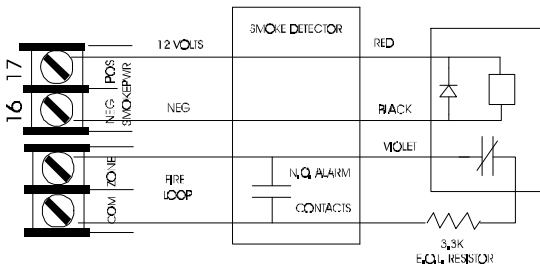 12 VOLTS
SMOKE DETECTOR
RED
17
POS
16
NEG
SMOKEPWR
NEG
BLACK
VIOLET
ZONE
FIRE
LOOP
N.O. ALARM
CONTACTS
COM
3.3K
E.O.L. RESISTOR